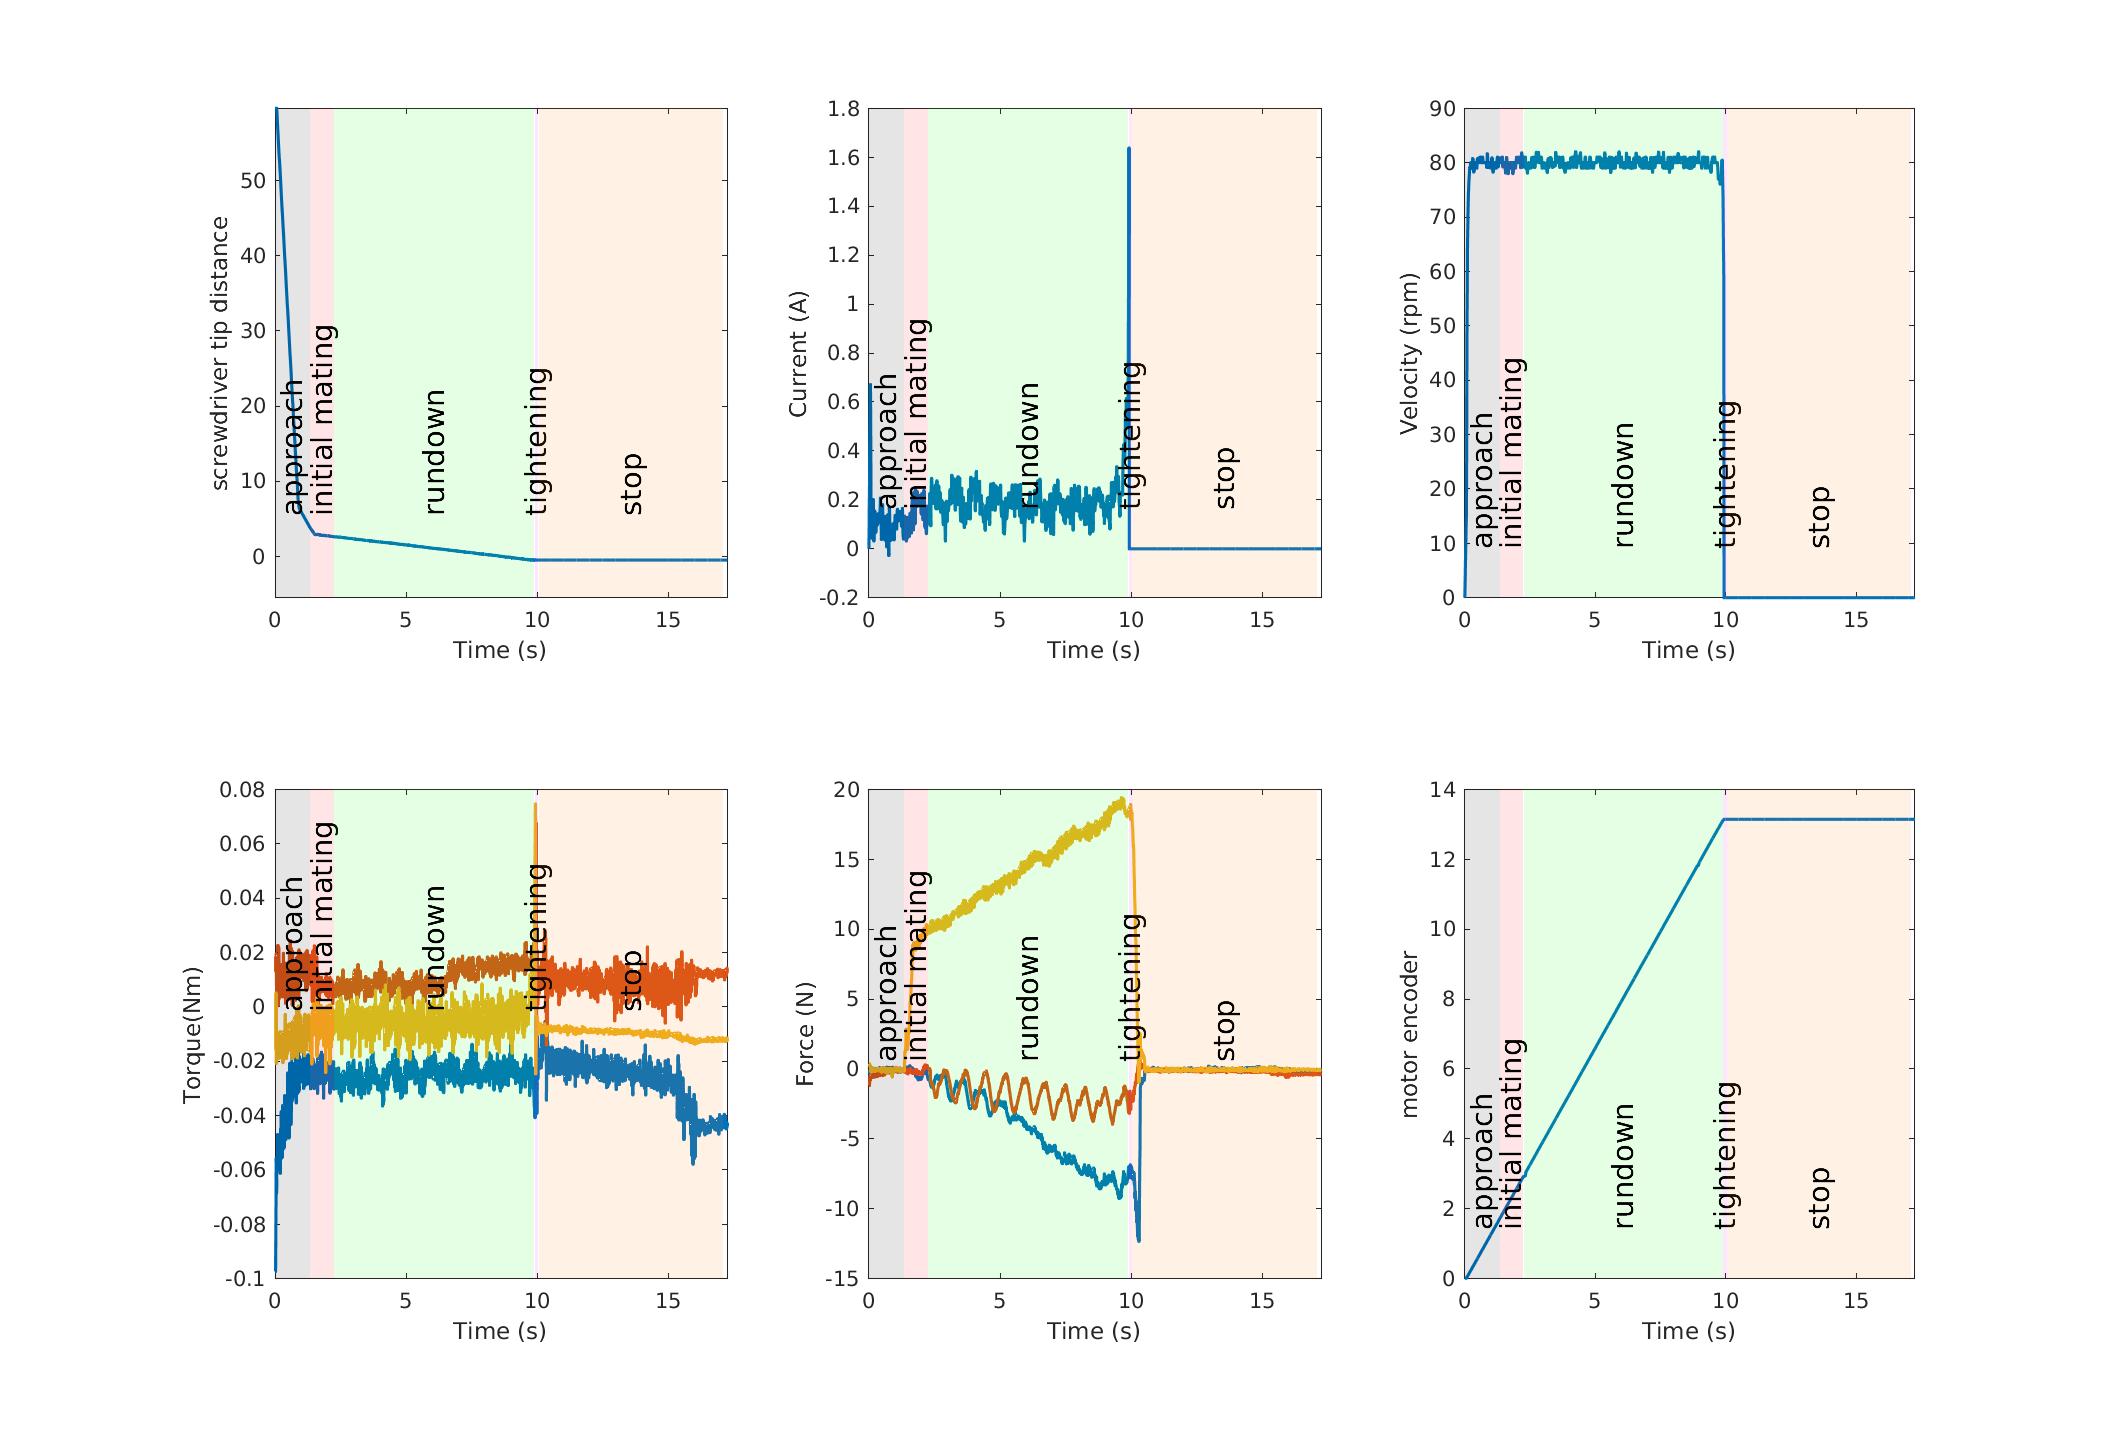 50
40
30
20
10
0
screwdriver tip distance
approach
initial mating
rundown
tightening
stop
0 5 10 15
Time (s)
1.8
1.6
1.4
1.2
1
0.8
0.6
0.4
0.2
0
-0.2
Current (A)
approach
initial mating
rundown
tightening
stop
0 5 10 15
Time (s)
90
80
70
60
50
40
30
20
10
0
Velocity (rpm)
approach
initial mating
rundown
tightening
stop
0 5 10 15
Time (s)
0.08
0.06
0.04
0.02
0
-0.02
-0.04
-0.06
-0.08
-0.1
Torque(Nm)
approach
initial mating
rundown
tightening
stop
0 5 10 15
Time (s)
20
15
10
5
0
-5
-10
-15
Force (N)
approach
initial mating
rundown
tightening
stop
0 5 10 15
Time (s)
14
12
10
8
6
4
2
0
motor encoder
approach
initial mating
rundown
tightening
stop
0 5 10 15
Time (s)